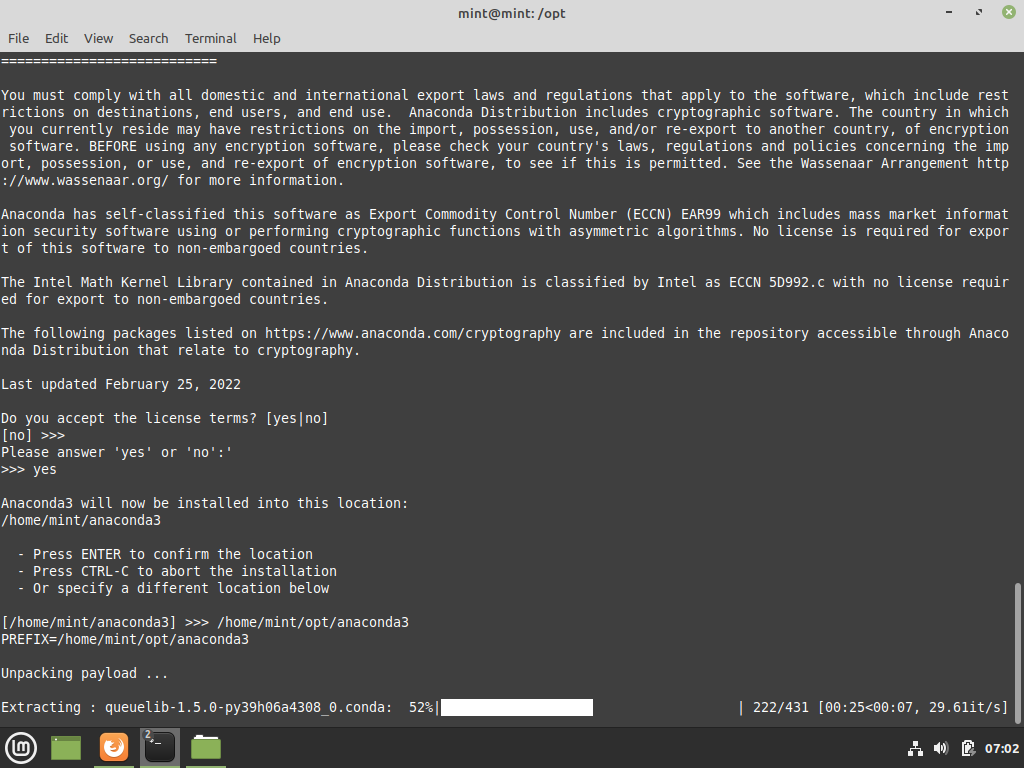 mint@mint: /opt
File Edit View Search Terminal Help
===========================
You must comply with all domestic and international export laws and regulations that apply to the software, which include rest
rictions on destinations, end users, and end use.  Anaconda Distribution includes cryptographic software. The country in which
 you currently reside may have restrictions on the import, possession, use, and/or re-export to another country, of encryption
 software. BEFORE using any encryption software, please check your country's laws, regulations and policies concerning the imp
ort, possession, or use, and re-export of encryption software, to see if this is permitted. See the Wassenaar Arrangement http
://www.wassenaar.org/ for more information.
Anaconda has self-classified this software as Export Commodity Control Number (ECCN) EAR99 which includes mass market informat
ion security software using or performing cryptographic functions with asymmetric algorithms. No license is required for expor
t of this software to non-embargoed countries.
The Intel Math Kernel Library contained in Anaconda Distribution is classified by Intel as ECCN 5D992.c with no license requir
ed for export to non-embargoed countries.
The following packages listed on https://www.anaconda.com/cryptography are included in the repository accessible through Anaco
nda Distribution that relate to cryptography.
Last updated February 25, 2022
Do you accept the license terms? [yes|no]
[no] >>>
Please answer 'yes' or 'no':'
>>> yes
Anaconda3 will now be installed into this location:
/home/mint/anaconda3
  - Press ENTER to confirm the location
  - Press CTRL-C to abort the installation
  - Or specify a different location below
[/home/mint/anaconda3] >>> /home/mint/opt/anaconda3
PREFIX=/home/mint/opt/anaconda3
Unpacking payload ...
Extracting : queuelib-1.5.0-py39h06a4308_0.conda:  52%| | 222/431 [00:25<00:07, 29.61it/s]
2
07:02